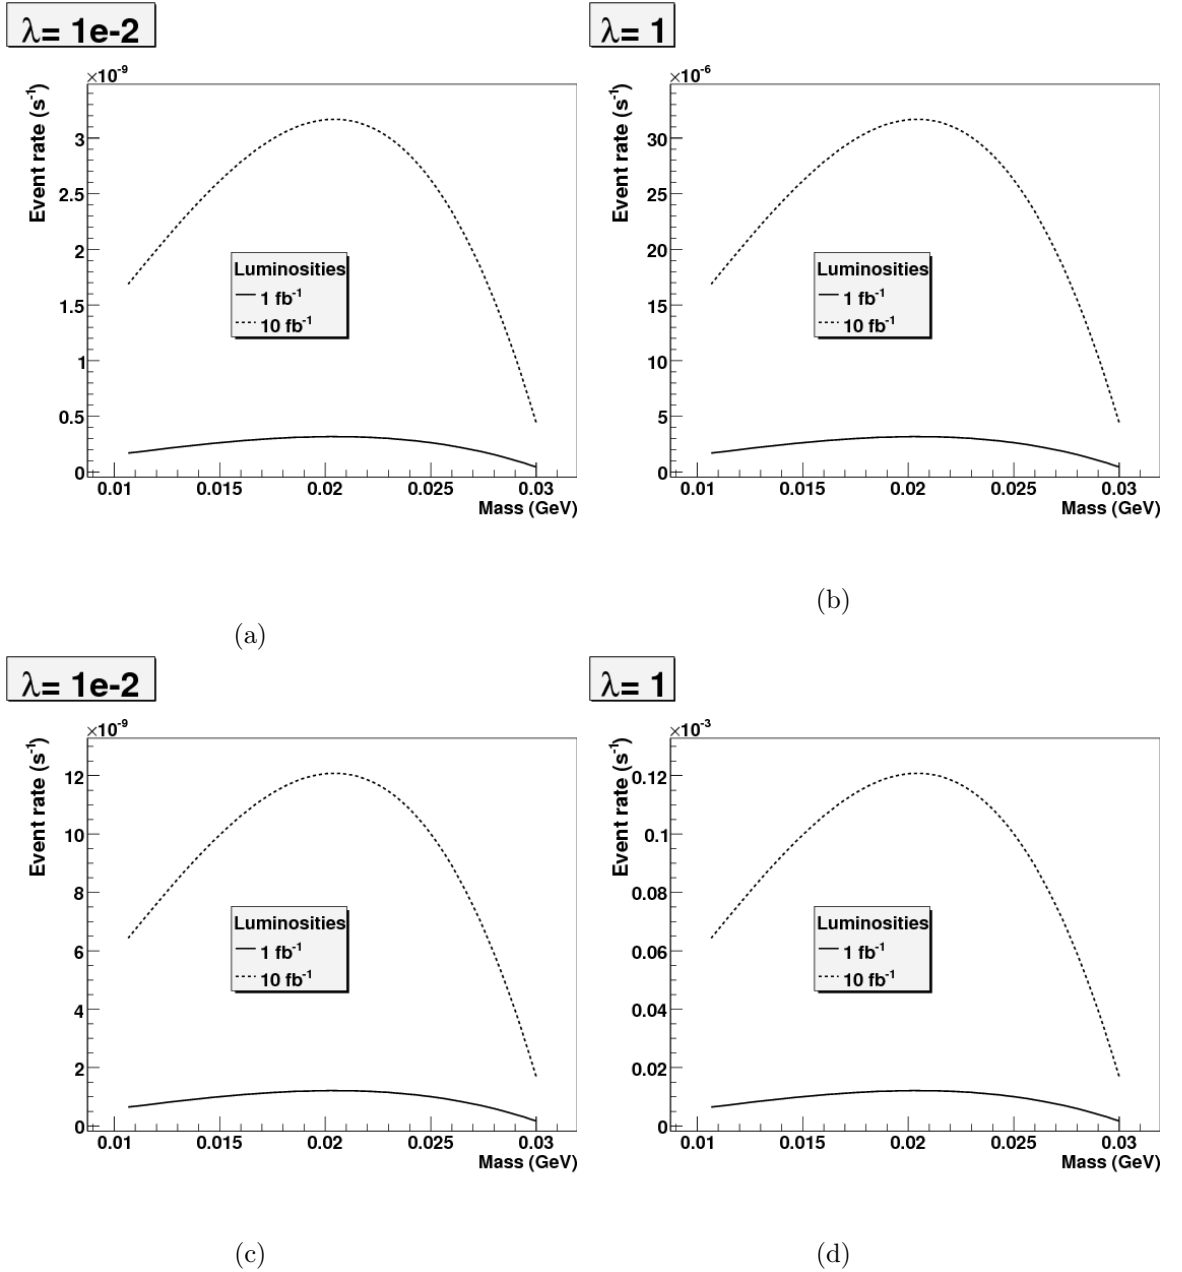 λ= 1e-2
×10-9
Event rate (s-1)
3
2.5
2
1.5
1
0.5
0
Luminosities
1 fb-1
10 fb-1
0.01 0.015 0.02 0.025 0.03
Mass (GeV)
(a)
λ= 1
×10-6
Event rate (s-1)
30
25
20
15
10
5
0
Luminosities
1 fb-1
10 fb-1
0.01 0.015 0.02 0.025 0.03
Mass (GeV)
(b)
λ= 1e-2
×10-9
Event rate (s-1)
12
10
8
6
4
2
0
Luminosities
1 fb-1
10 fb-1
0.01 0.015 0.02 0.025 0.03
Mass (GeV)
(c)
λ= 1
×10-3
Event rate (s-1)
0.12
0.1
0.08
0.06
0.04
0.02
0
Luminosities
1 fb-1
10 fb-1
0.01 0.015 0.02 0.025 0.03
Mass (GeV)
(d)